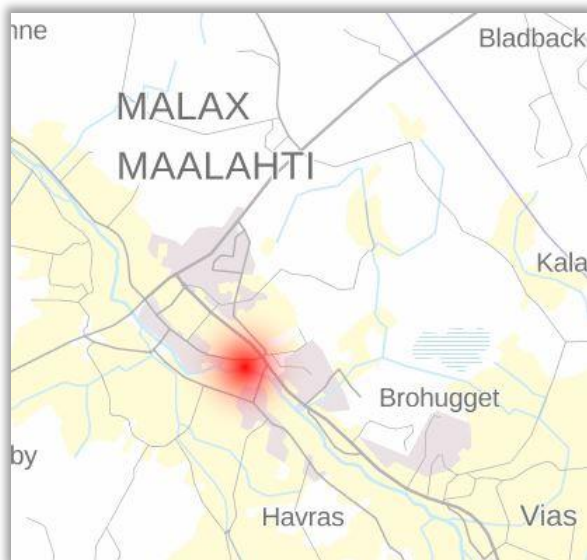 nne
Bladback
MALAX
MAALAHTI
Kala
Brohugget
by
Havras
Vias